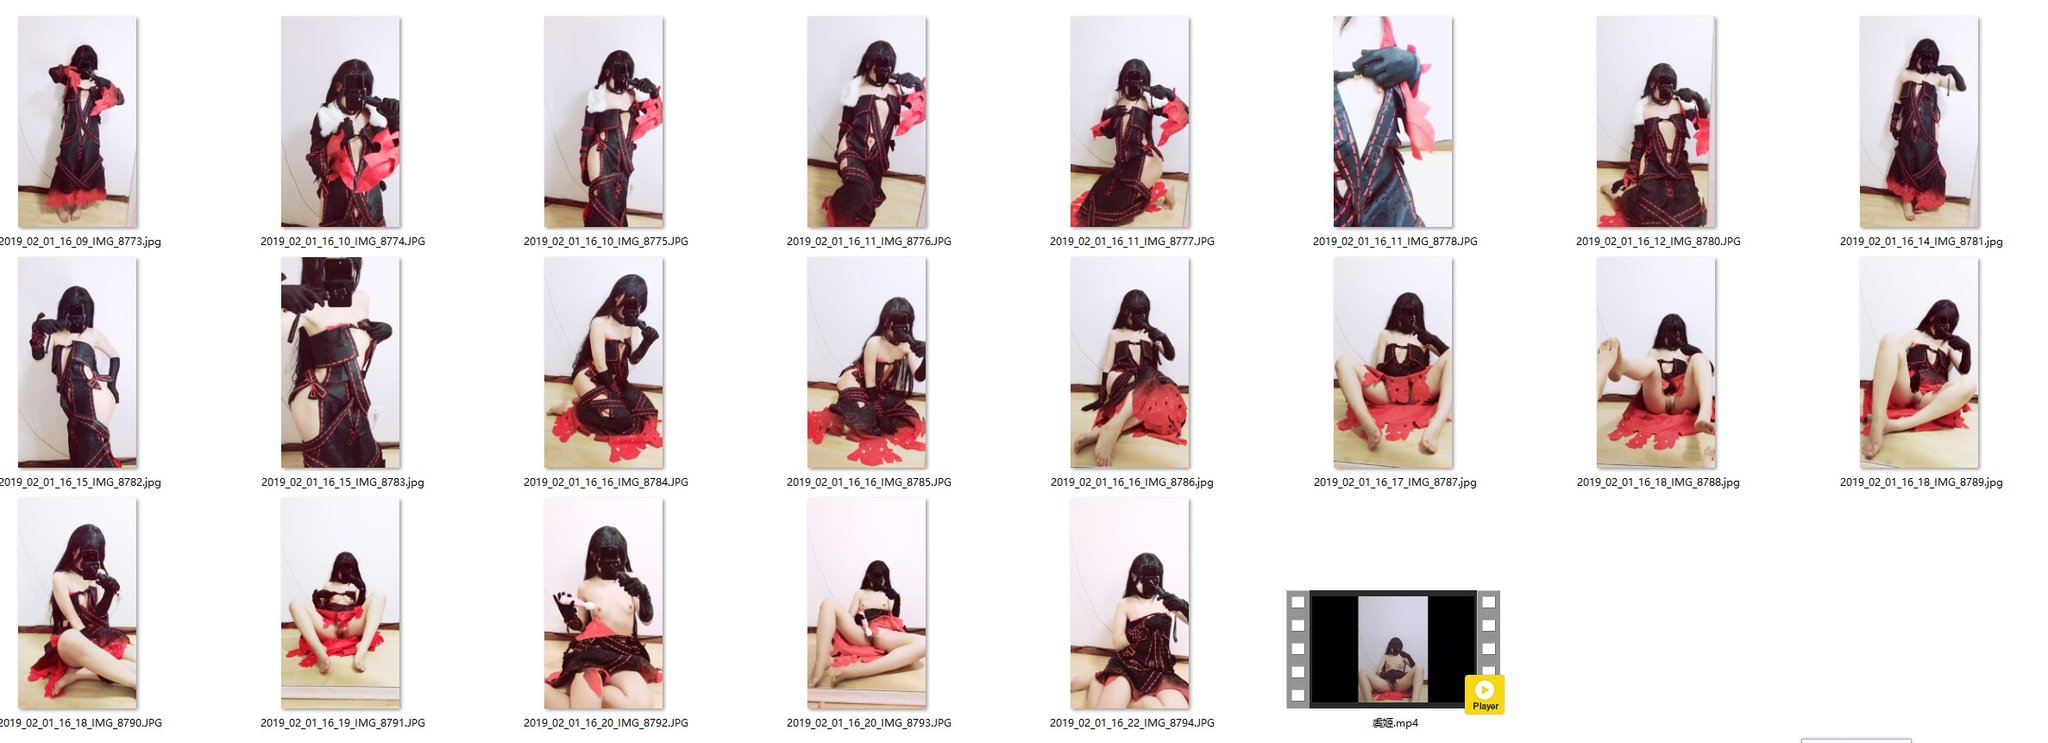 2019_02_01_16_09_IMG_8773.jpg
2019_02_01_16_10_IMG_8774.JPG
2019_02_01_16_10_IMG_8775.JPG
2019_02_01_16_11_IMG_8776.JPG
2019_02_01_16_11_IMG_8777.JPG
2019_02_01_16_11_IMG_8778.JPG
2019_02_01_16_12_IMG_8780.JPG
2019_02_01_16_14_IMG_8781.jpg
2019_02_01_16_15_IMG_8782.jpg
2019_02_01_16_15_IMG_8783.jpg
2019_02_01_16_16_IMG_8784.JPG
2019_02_01_16_16_IMG_8785.JPG
2019_02_01_16_16_IMG_8786.jpg
2019_02_01_16_17_IMG_8787.jpg
2019_02_01_16_18_IMG_8788.jpg
2019_02_01_16_18_IMG_8789.jpg
2019_02_01_16_18_IMG_8790.JPG
2019_02_01_16_19_IMG_8791.JPG
2019_02_01_16_20_IMG_8792.JPG
2019_02_01_16_20_IMG_8793.JPG
2019_02_01_16_22_IMG_8794.JPG
Player
虞姬.mp4